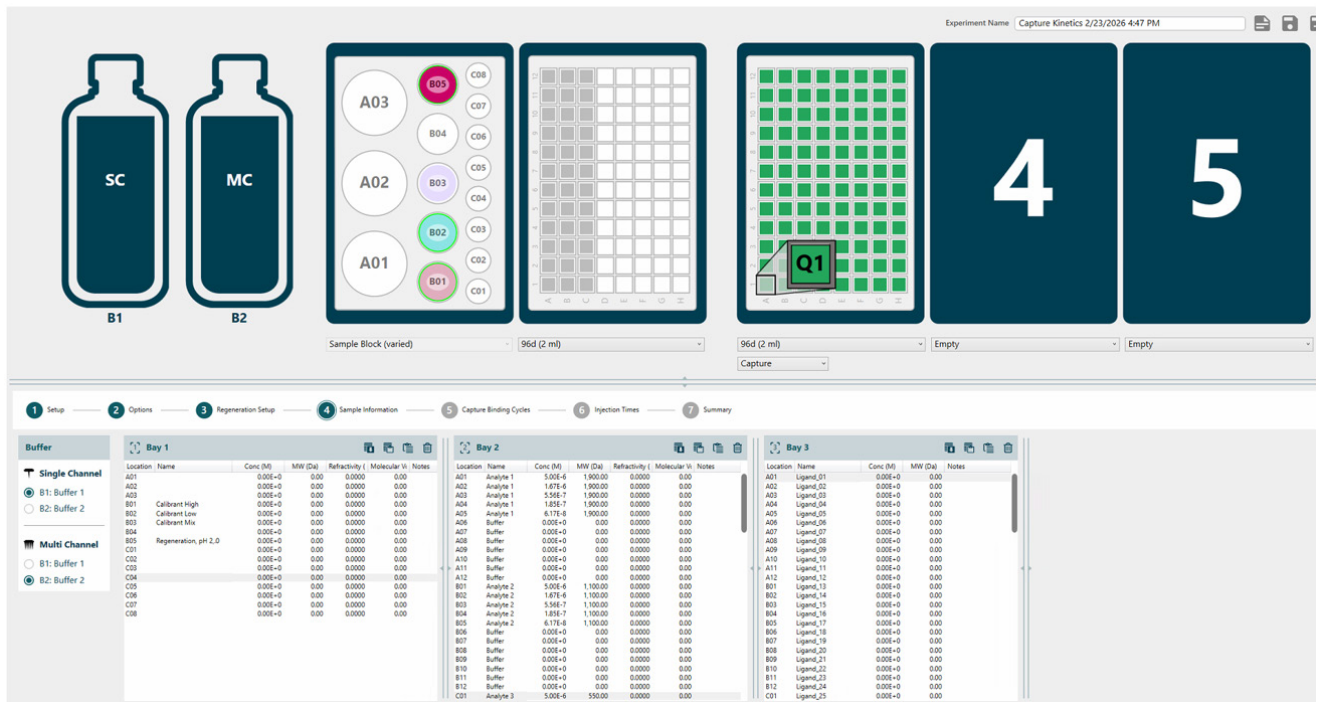 Experiment Name Capture Kinetics 2/23/2026 4:47 PM
SC
MC
B1
B2
A03
A02
A01
B05
B04
B03
B02
B01
C08
C07
C06
C05
C04
C03
C02
C01
A B C D E F G H
Q1
4
5
Sample Block (varied)
96d (2 ml)
96d (2 ml)
Capture
Empty
Empty
1 Setup 2 Options 3 Regeneration Setup 4 Sample Information 5 Capture Binding Cycles 6 Injection Times 7 Summary
Buffer
Single Channel
B1: Buffer 1
B2: Buffer 2
Multi Channel
B1: Buffer 1
B2: Buffer 2
1 Bay 1
Location Name Conc (M) MW (Da) Refractivity ( Molecular V Notes
A01 0.00E+0 0.00 0.0000 0.00
A02 0.00E+0 0.00 0.0000 0.00
A03 0.00E+0 0.00 0.0000 0.00
B01 Calibrant High 0.00E+0 0.00 0.0000 0.00
B02 Calibrant Low 0.00E+0 0.00 0.0000 0.00
B03 Calibrant Mix 0.00E+0 0.00 0.0000 0.00
B04 0.00E+0 0.00 0.0000 0.00
B05 Regeneration, pH 2,0 0.00E+0 0.00 0.0000 0.00
C01 0.00E+0 0.00 0.0000 0.00
C02 0.00E+0 0.00 0.0000 0.00
C03 0.00E+0 0.00 0.0000 0.00
C04 0.00E+0 0.00 0.0000 0.00
C05 0.00E+0 0.00 0.0000 0.00
C06 0.00E+0 0.00 0.0000 0.00
C07 0.00E+0 0.00 0.0000 0.00
C08 0.00E+0 0.00 0.0000 0.00
2 Bay 2
Location Name Conc (M) MW (Da) Refractivity ( Molecular V Notes
A01 Analyte 1 5.00E-6 1,900.00 0.0000 0.00
A02 Analyte 1 1.67E-6 1,900.00 0.0000 0.00
A03 Analyte 1 5.56E-7 1,900.00 0.0000 0.00
A04 Analyte 1 1.85E-7 1,900.00 0.0000 0.00
A05 Analyte 1 6.17E-8 1,900.00 0.0000 0.00
A06 Buffer 0.00E+0 0.00 0.0000 0.00
A07 Buffer 0.00E+0 0.00 0.0000 0.00
A08 Buffer 0.00E+0 0.00 0.0000 0.00
A09 Buffer 0.00E+0 0.00 0.0000 0.00
A10 Buffer 0.00E+0 0.00 0.0000 0.00
A11 Buffer 0.00E+0 0.00 0.0000 0.00
A12 Buffer 0.00E+0 0.00 0.0000 0.00
B01 Analyte 2 5.00E-6 1,100.00 0.0000 0.00
B02 Analyte 2 1.67E-6 1,100.00 0.0000 0.00
B03 Analyte 2 5.56E-7 1,100.00 0.0000 0.00
B04 Analyte 2 1.85E-7 1,100.00 0.0000 0.00
B05 Analyte 2 6.17E-8 1,100.00 0.0000 0.00
B06 Buffer 0.00E+0 0.00 0.0000 0.00
B07 Buffer 0.00E+0 0.00 0.0000 0.00
B08 Buffer 0.00E+0 0.00 0.0000 0.00
B09 Buffer 0.00E+0 0.00 0.0000 0.00
B10 Buffer 0.00E+0 0.00 0.0000 0.00
B11 Buffer 0.00E+0 0.00 0.0000 0.00
B12 Buffer 0.00E+0 0.00 0.0000 0.00
C01 Analyte 3 5.00E-6 550.00 0.0000 0.00
3 Bay 3
Location Name Conc (M) MW (Da) Notes
A01 Ligand_01 0.00E+0 0.00
A02 Ligand_02 0.00E+0 0.00
A03 Ligand_03 0.00E+0 0.00
A04 Ligand_04 0.00E+0 0.00
A05 Ligand_05 0.00E+0 0.00
A06 Ligand_06 0.00E+0 0.00
A07 Ligand_07 0.00E+0 0.00
A08 Ligand_08 0.00E+0 0.00
A09 Ligand_09 0.00E+0 0.00
A10 Ligand_10 0.00E+0 0.00
A11 Ligand_11 0.00E+0 0.00
A12 Ligand_12 0.00E+0 0.00
B01 Ligand_13 0.00E+0 0.00
B02 Ligand_14 0.00E+0 0.00
B03 Ligand_15 0.00E+0 0.00
B04 Ligand_16 0.00E+0 0.00
B05 Ligand_17 0.00E+0 0.00
B06 Ligand_18 0.00E+0 0.00
B07 Ligand_19 0.00E+0 0.00
B08 Ligand_20 0.00E+0 0.00
B09 Ligand_21 0.00E+0 0.00
B10 Ligand_22 0.00E+0 0.00
B11 Ligand_23 0.00E+0 0.00
B12 Ligand_24 0.00E+0 0.00
C01 Ligand_25 0.00E+0 0.00